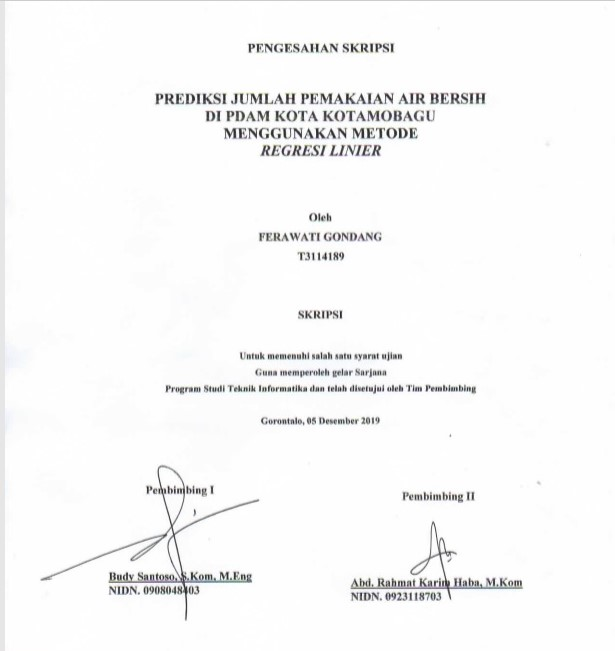 PENGESAHAN SKRIPSI
PREDIKSI JUMLAH PEMAKAIAN AIR BERSIH
DI PDAM KOTA KOTAMOBAGU
MENGGUNAKAN METODE
REGRESI LINIER
Oleh
FERAWATI GONDANG
T3114189
SKRIPSI
Untuk memenuhi salah satu syarat ujian
Guna memperoleh gelar Sarjana
Program Studi Teknik Informatika dan telah disetujui oleh Tim Pembimbing
Gorontalo, 05 Desember 2019
Pembimbing I
Pembimbing II
Budy Santoso, S.Kom, M.Eng
NIDN. 0908048403
Abd. Rahmat Karim Haba, M.Kom
NIDN. 0923118703